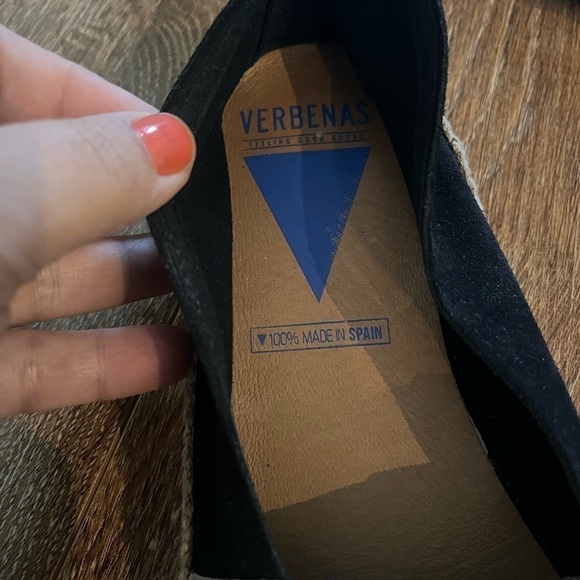 VERBENAS
FEELING GOOD SHOES
100% MADE IN SPAIN